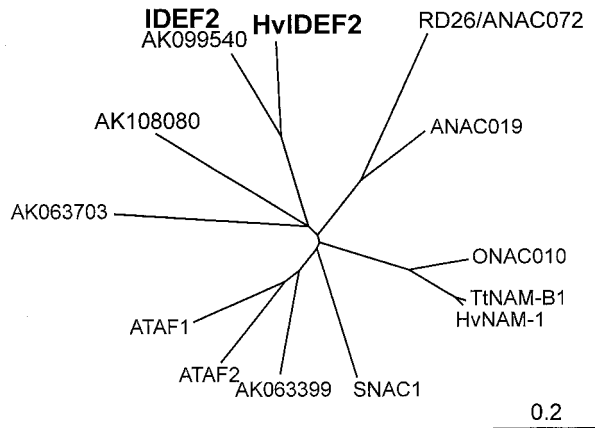 IDEF2
AK099540
HvIDEF2
RD26/ANAC072
AK108080
ANAC019
AK063703
ONAC010
TtNAM-B1
HvNAM-1
ATAF1
ATAF2
AK063399
SNAC1
0.2